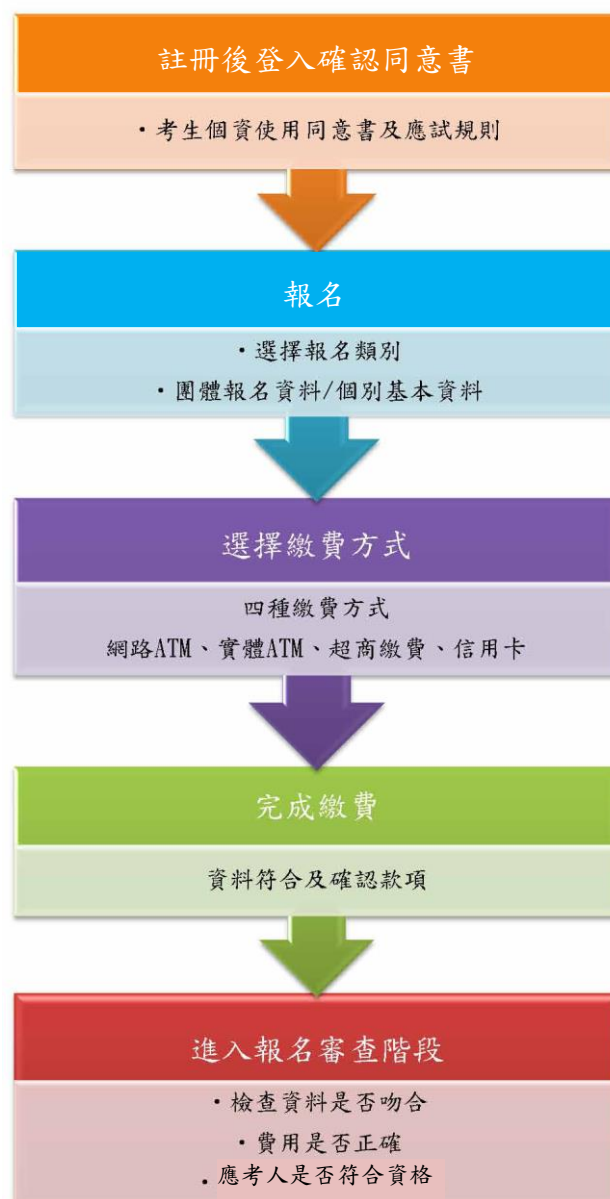 註冊後登入確認同意書
・考生個資使用同意書及應試規則
報名
・選擇報名類別
・團體報名資料/個別基本資料
選擇繳費方式
四種繳費方式
網路ATM、實體ATM、超商繳費、信用卡
完成繳費
資料符合及確認款項
進入報名審查階段
・檢查資料是否吻合
・費用是否正確
・應考人是否符合資格